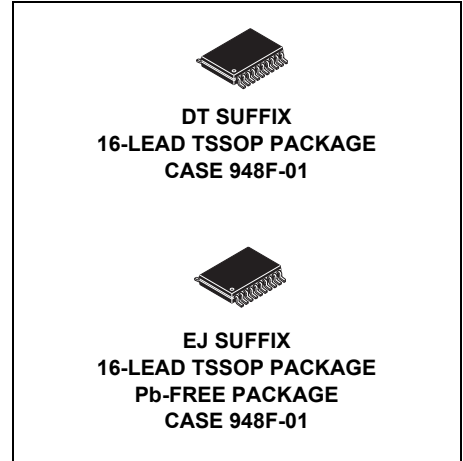 DT SUFFIX
16-LEAD TSSOP PACKAGE
CASE 948F-01
EJ SUFFIX
16-LEAD TSSOP PACKAGE
Pb-FREE PACKAGE
CASE 948F-01